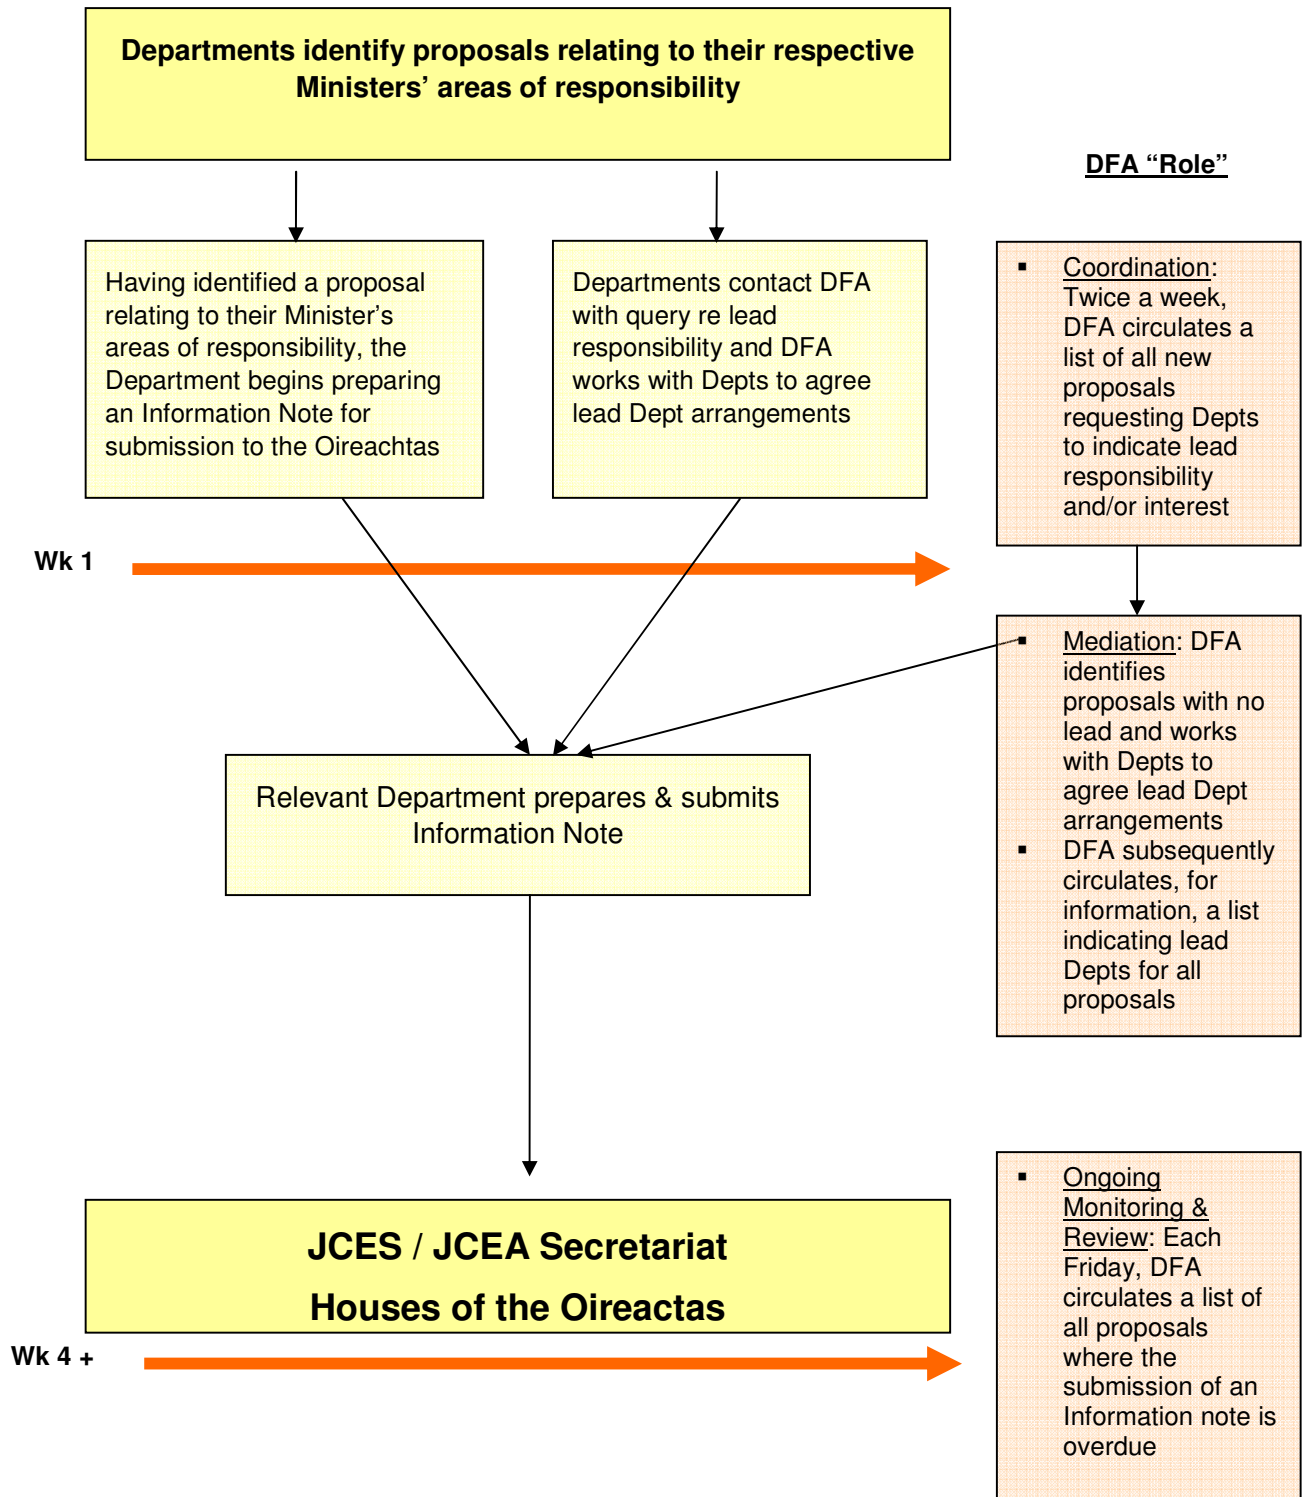 Departments identify proposals relating to their respective
Ministers’ areas of responsibility
DFA “Role”
Having identified a proposal
relating to their Minister’s
areas of responsibility, the
Department begins preparing
an Information Note for
submission to the Oireachtas
Departments contact DFA
with query re lead
responsibility and DFA
works with Depts to agree
lead Dept arrangements
▪ Coordination:
Twice a week,
DFA circulates a
list of all new
proposals
requesting Depts
to indicate lead
responsibility
and/or interest
Wk 1
▪ Mediation: DFA
identifies
proposals with no
lead and works
with Depts to
agree lead Dept
arrangements
▪ DFA subsequently
circulates, for
information, a list
indicating lead
Depts for all
proposals
Relevant Department prepares & submits
Information Note
JCES / JCEA Secretariat
Houses of the Oireactas
Wk 4 +
▪ Ongoing
Monitoring &
Review: Each
Friday, DFA
circulates a list of
all proposals
where the
submission of an
Information note is
overdue